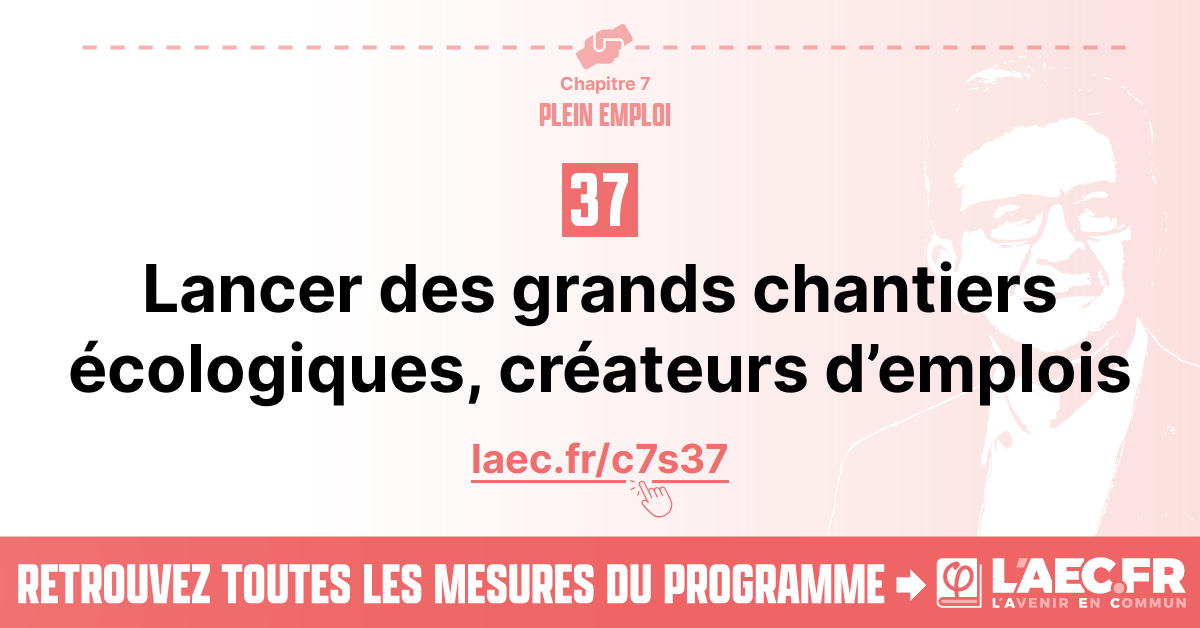 Chapitre 7
PLEIN EMPLOI
37
Lancer des grands chantiers
écologiques, créateurs d’emplois
laec.fr/c7s37
RETROUVEZ TOUTES LES MESURES DU PROGRAMME
L'AEC.FR
L'AVENIR EN COMMUN